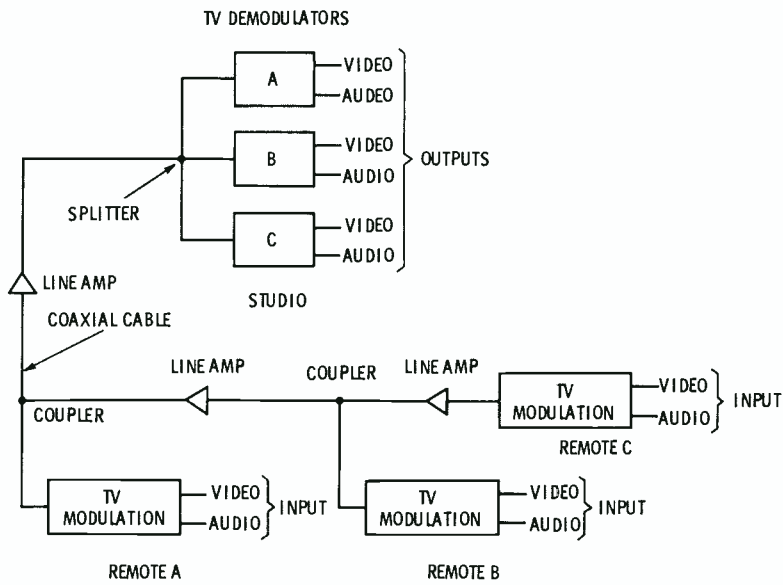 TV DEMODULATORS
A
VIDEO
AUDEO
B
VIDEO
AUDIO
OUTPUTS
SPLITTER
C
VIDEO
AUDIO
LINE AMP
STUDIO
COAXIAL CABLE
LINE AMP
COUPLER
LINE AMP
COUPLER
TV
MODULATION
VIDEO
AUDIO
INPUT
REMOTE C
TV
MODULATION
VIDEO
AUDIO
INPUT
TV
MODULATION
VIDEO
AUDIO
INPUT
REMOTE A
REMOTE B